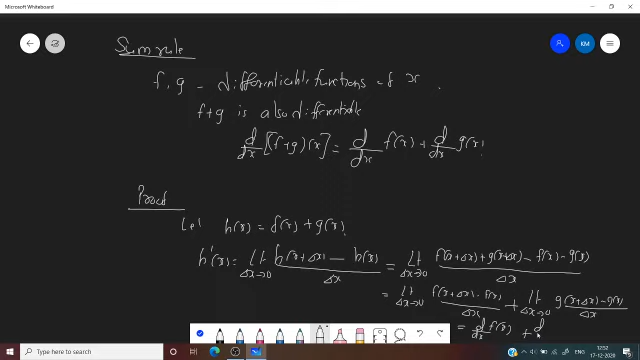 Microsoft Whiteboard
KM
Sum rule
f, g - differentiable functions of x.
f+g is also differentiable
d/dx [(f+g)(x)] = d/dx f(x) + d/dx g(x)
Proof
Let h(x) = f(x) + g(x)
h'(x) = Lt Δx→0 h(x+Δx) - h(x) / Δx = Lt Δx→0 f(x+Δx) + g(x+Δx) - f(x) - g(x) / Δx
= Lt Δx→0 f(x+Δx) - f(x) / Δx + Lt Δx→0 g(x+Δx) - g(x) / Δx
= d/dx f(x) + d
Type here to search
ENG
12:52
17-12-2020